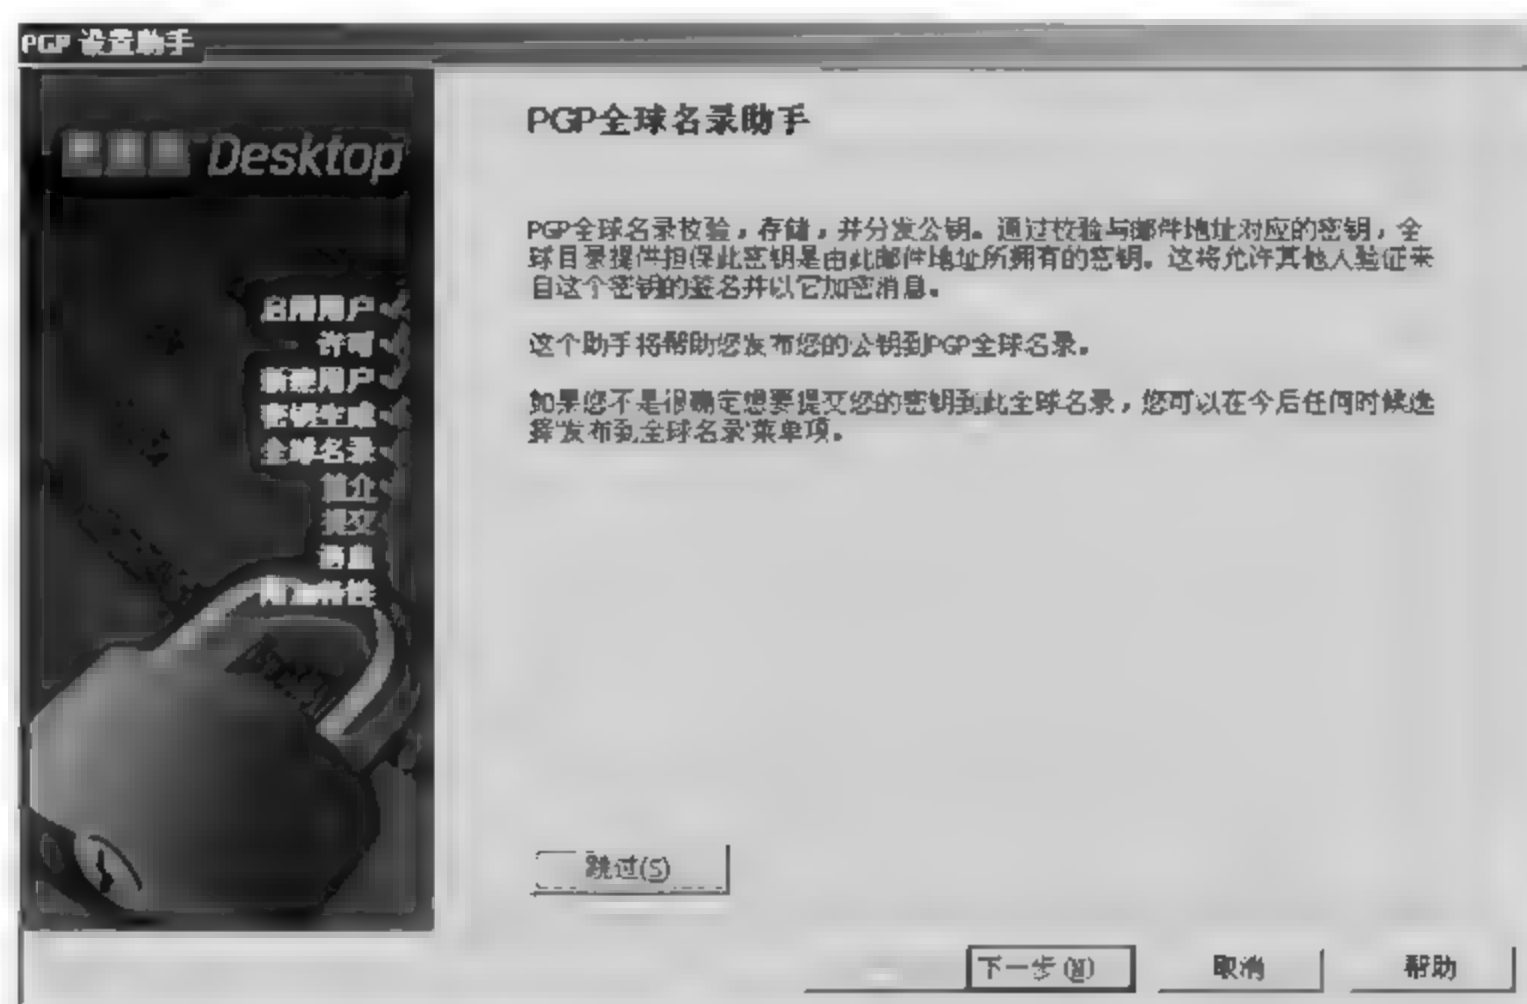 PGP 设置助手
Desktop
启用用户
许可
新建用户
密钥生成
全球名录
简介
提交
消息
附加特性
PGP全球名录助手
PGP全球名录校验，存储，并分发公钥。通过校验与邮件地址对应的密钥，全
球目录提供担保此密钥是由此邮件地址所拥有的密钥。这将允许其他人验证来
自这个密钥的签名并以它加密消息。
这个助手将帮助您发布您的公钥到PGP全球名录。
如果您不是很确定想要提交您的密钥到此全球名录，您可以在今后任何时候选
择'发布到全球名录'菜单项。
跳过(S)
下一步(N)
取消
帮助